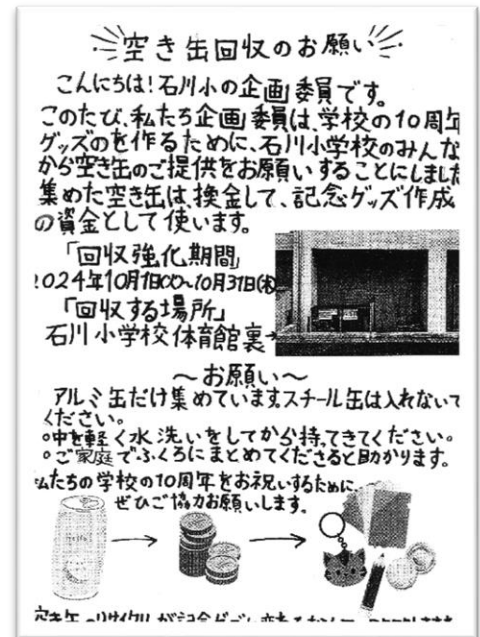 空き缶回収のお願い
こんにちは！石川小の企画委員です。
このたび、私たち企画委員は、学校の10周年
グッズのを作るために、石川小学校のみんな
から空き缶のご提供をお願いすることにしました
集めた空き缶は、換金して、記念グッズ作成
の資金として使います。
「回収強化期間」
2024年10月1日(火)~10月31日(木)
「回収する場所」
石川小学校体育館裏→
～お願い～
アルミ缶だけ集めています。スチール缶は入れないで
ください。
○中を軽く水洗いをしてから持てきてください。
○ご家庭でふくろにまとめてくださると助かります。
私たちの学校の10周年をお祝いするために、
ぜひご協力お願いします。
空き缶のリサイクルが記念